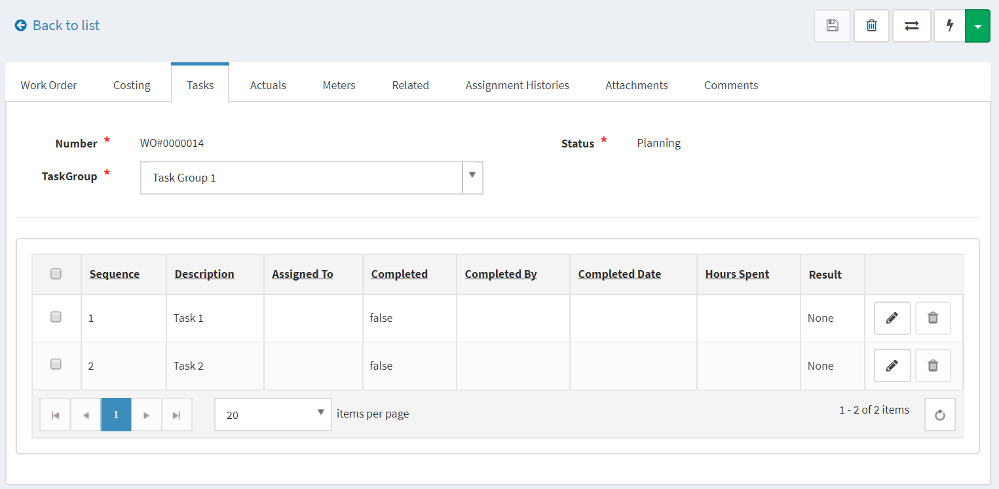 Back to list
Work Order Costing Tasks Actuals Meters Related Assignment Histories Attachments Comments
Number * WO#0000014 Status * Planning
TaskGroup * Task Group 1
Sequence Description Assigned To Completed Completed By Completed Date Hours Spent Result
1 Task 1 false None
2 Task 2 false None
1 20 items per page 1 - 2 of 2 items